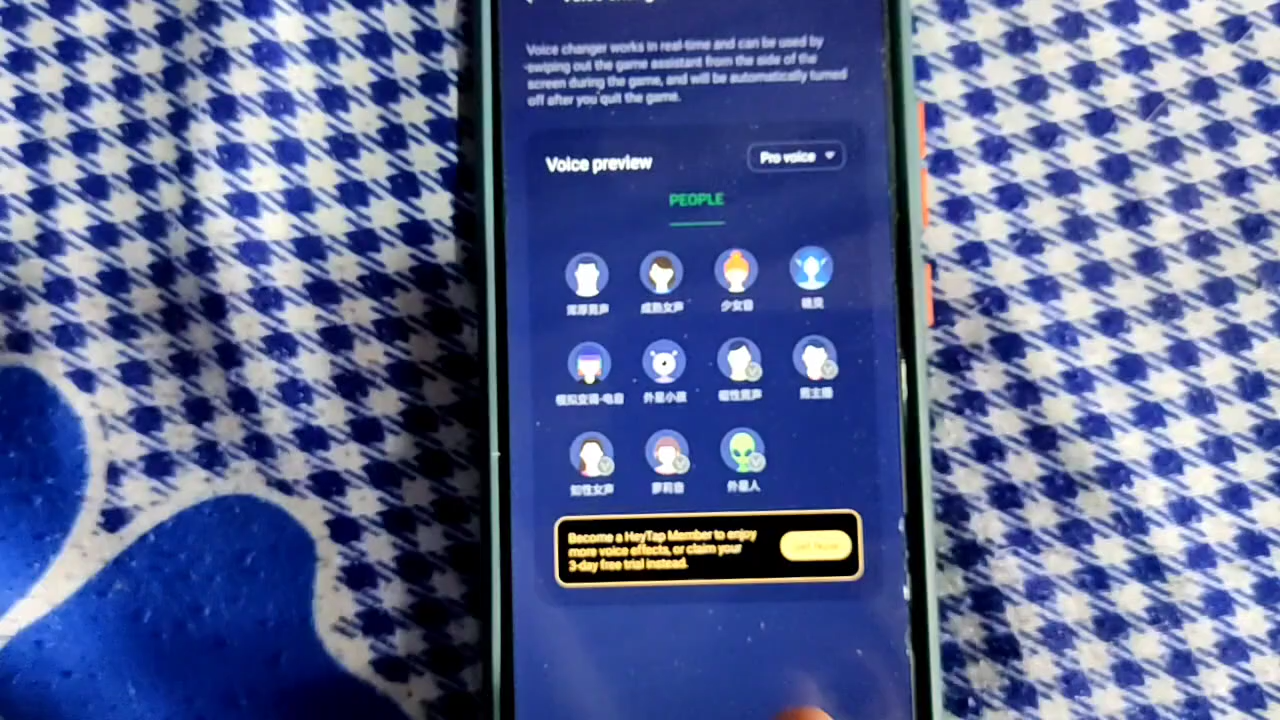 Voice changer works in real-time and can be used by
swiping out the game assistant from the side of the
screen during the game, and will be automatically turned
off after you quit the game.
Voice preview
Pro voice
PEOPLE
浑厚男声 成熟女声 少女音 精灵
模拟变调-电音 外星小孩 磁性男声 男主播
知性女声 萝莉音 外星人
Become a HeyTap Member to enjoy
more voice effects, or claim your
3-day free trial instead.
Get Now